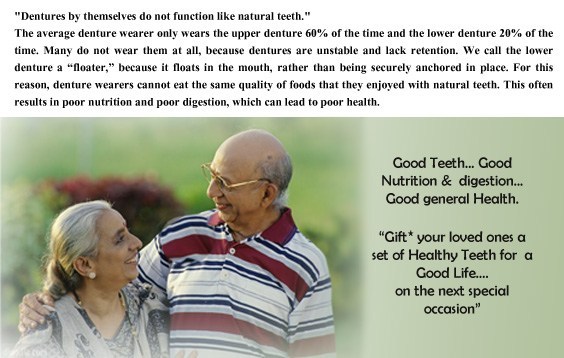 "Dentures by themselves do not function like natural teeth."
The average denture wearer only wears the upper denture 60% of the time and the lower denture 20% of the
time. Many do not wear them at all, because dentures are unstable and lack retention. We call the lower
denture a “floater,” because it floats in the mouth, rather than being securely anchored in place. For this
reason, denture wearers cannot eat the same quality of foods that they enjoyed with natural teeth. This often
results in poor nutrition and poor digestion, which can lead to poor health.
Good Teeth... Good
Nutrition & digestion...
Good general Health.
“Gift* your loved ones a
set of Healthy Teeth for a
Good Life....
on the next special
occasion”